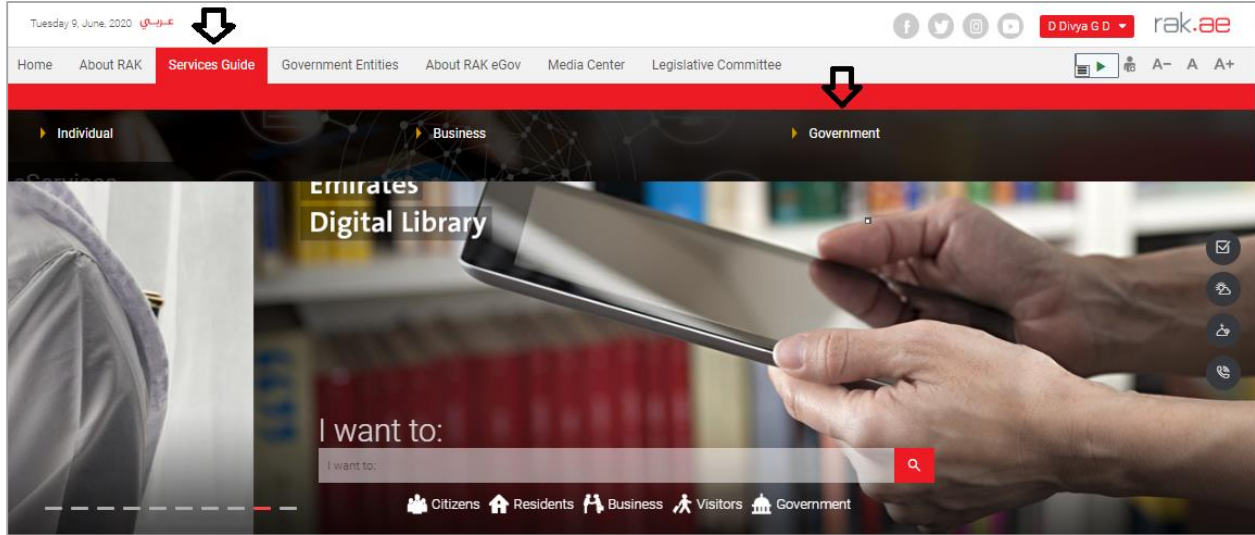 Tuesday 9, June, 2020 عـربـي
D Divya G D
rak.ae
Home About RAK Services Guide Government Entities About RAK eGov Media Center Legislative Committee A- A A+
Individual Business Government
eServices
Emirates
Digital Library
I want to:
I want to:
Citizens Residents Business Visitors Government